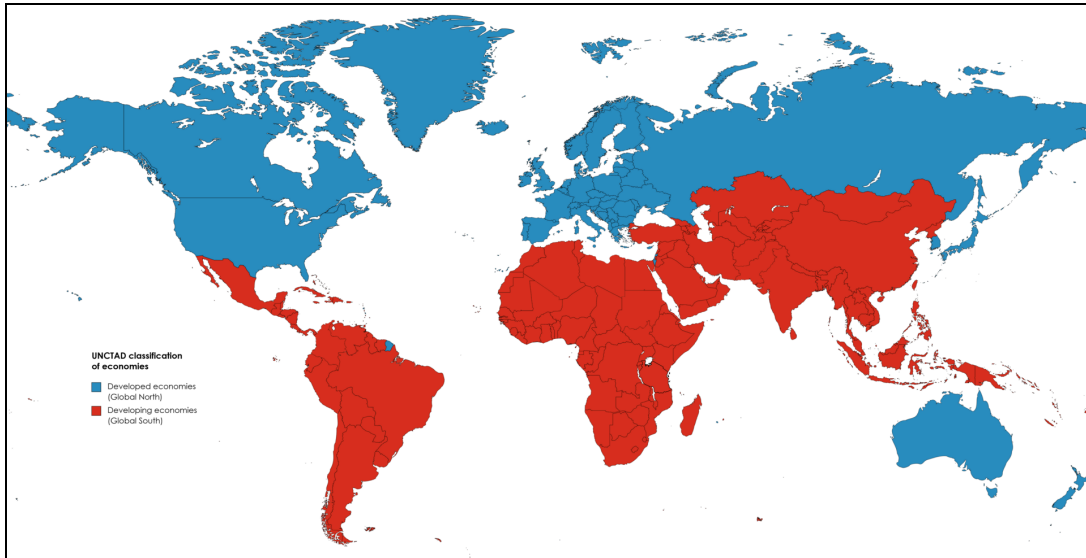 UNCTAD classification
of economies
Developed economies
(Global North)
Developing economies
(Global South)